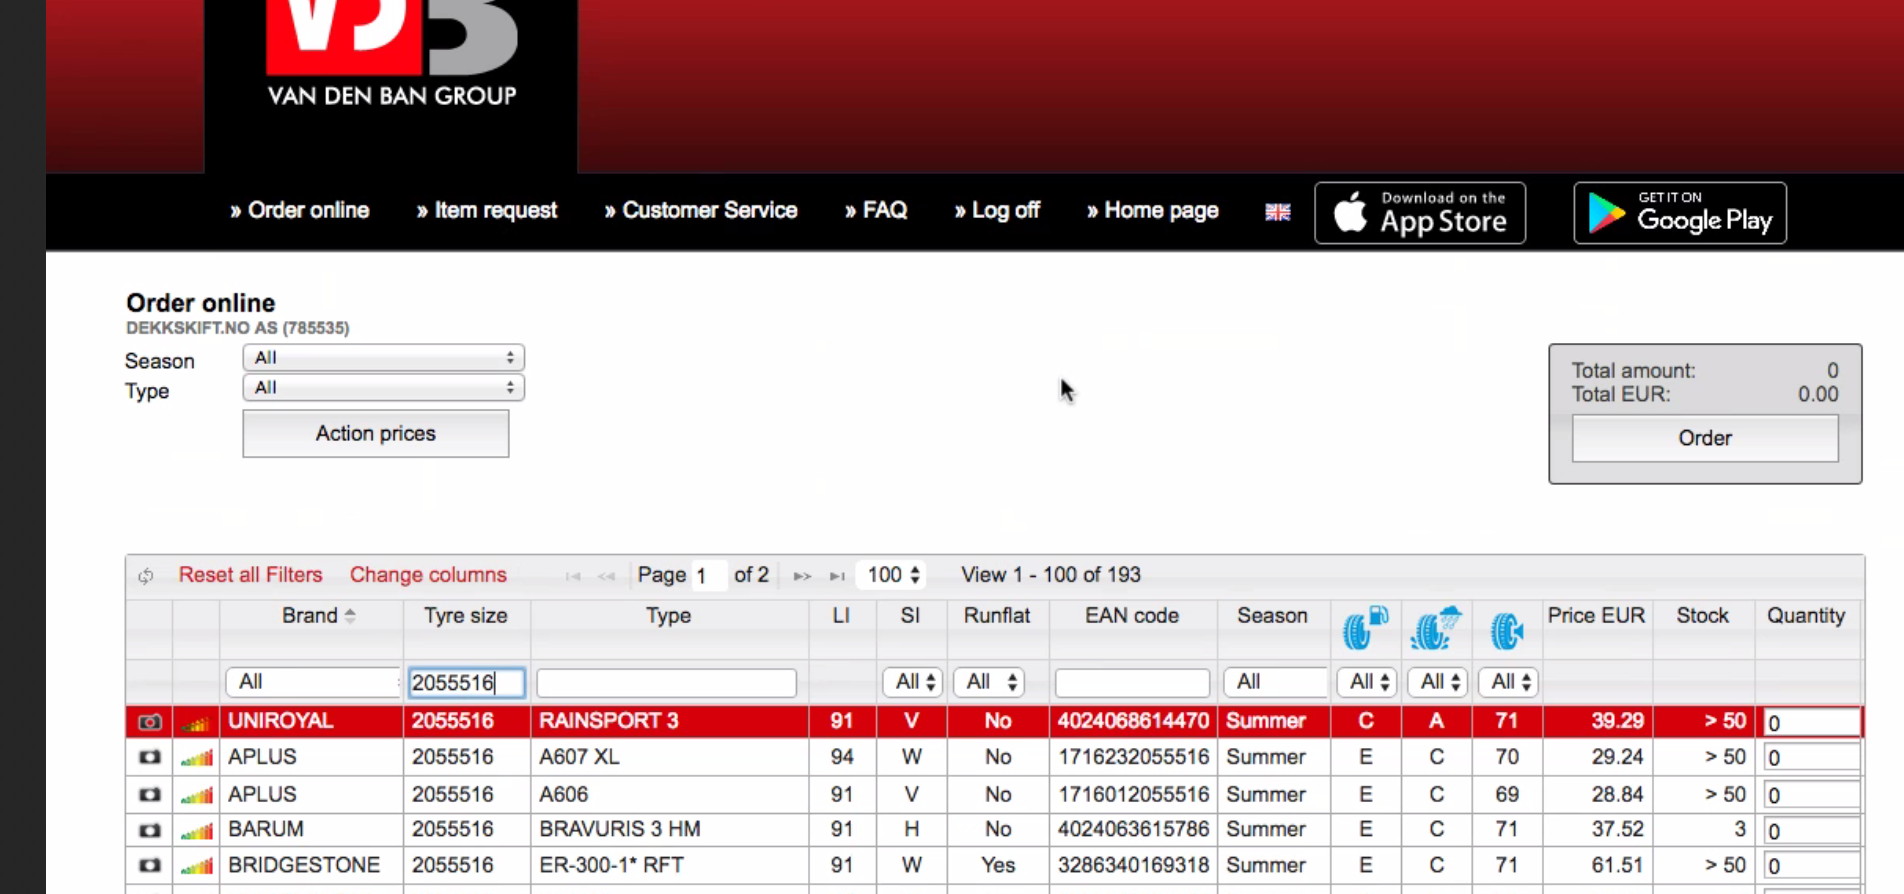 VAN DEN BAN GROUP
» Order online » Item request » Customer Service » FAQ » Log off » Home page Download on the App Store GET IT ON Google Play
Order online
DEKKSKIFT.NO AS (785535)
Season All
Type All
Action prices
Total amount: 0
Total EUR: 0.00
Order
Reset all Filters Change columns Page 1 of 2 100 View 1 - 100 of 193
Brand Tyre size Type LI SI Runflat EAN code Season Price EUR Stock Quantity
All 2055516 All All All All All All
UNIROYAL 2055516 RAINSPORT 3 91 V No 4024068614470 Summer C A 71 39.29 > 50 0
APLUS 2055516 A607 XL 94 W No 1716232055516 Summer E C 70 29.24 > 50 0
APLUS 2055516 A606 91 V No 1716012055516 Summer E C 69 28.84 > 50 0
BARUM 2055516 BRAVURIS 3 HM 91 H No 4024063615786 Summer E C 71 37.52 3 0
BRIDGESTONE 2055516 ER-300-1* RFT 91 W Yes 3286340169318 Summer E C 71 61.51 > 50 0